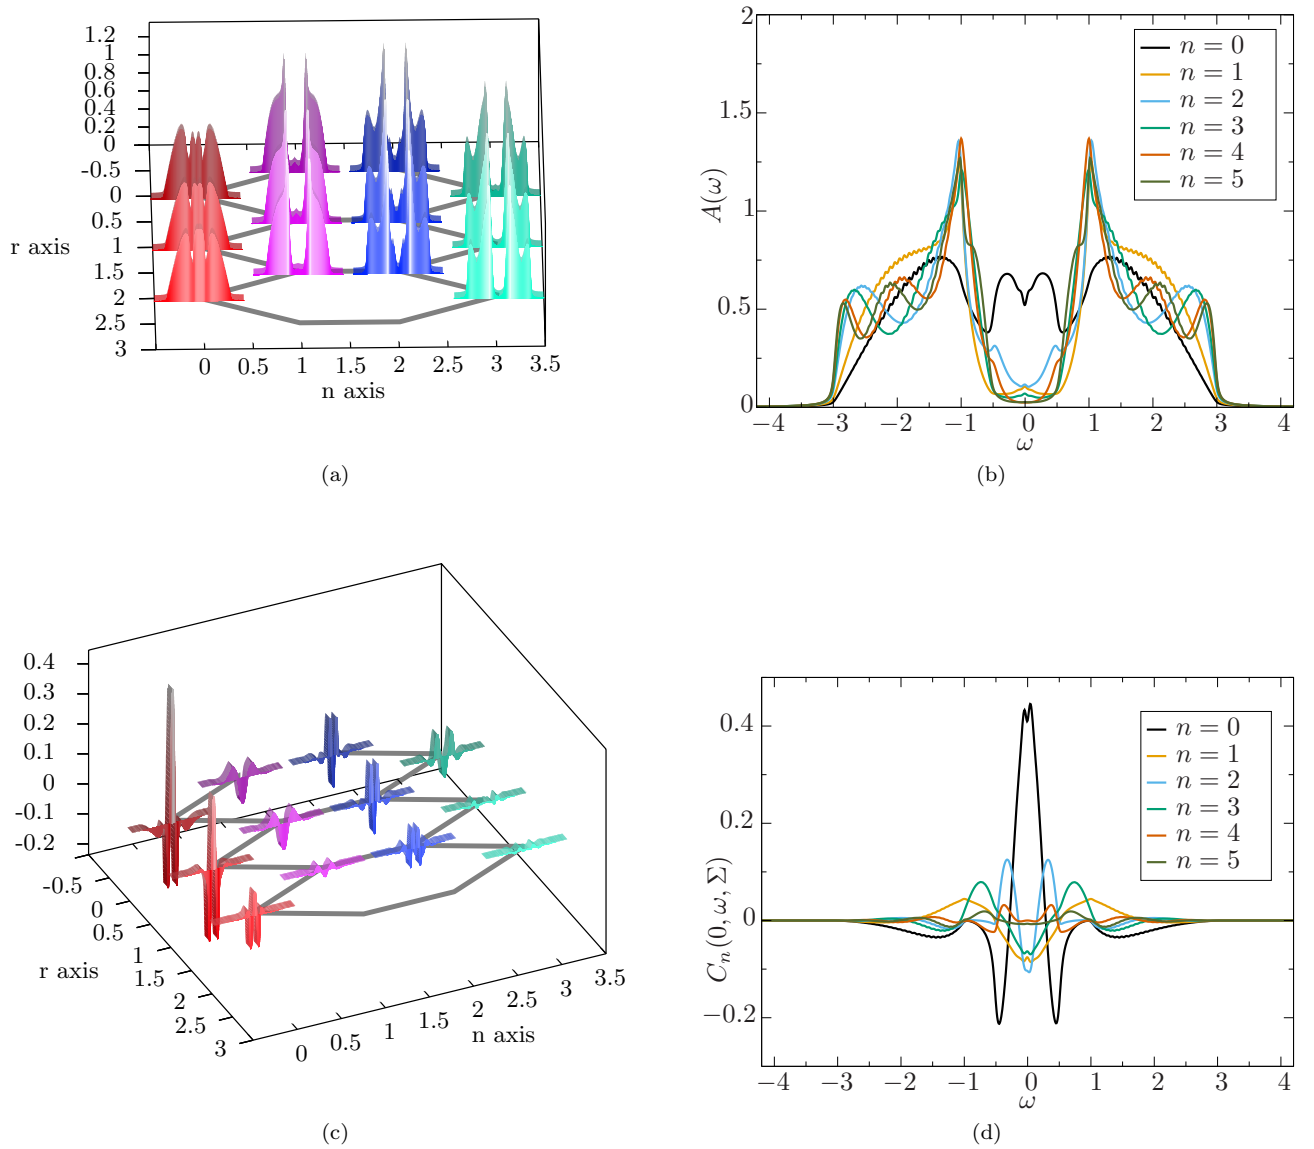 1.2
1
0.8
0.6
0.4
0.2
0
-0.5
0
0.5
1
1.5
2
2.5
3
r axis
0 0.5 1 1.5 2 2.5 3 3.5
n axis
(a)
2
1.5
1
0.5
0
A(ω)
n = 0
n = 1
n = 2
n = 3
n = 4
n = 5
−4 −3 −2 −1 0 1 2 3 4
ω
(b)
0.4
0.3
0.2
0.1
0
-0.1
-0.2
-0.5
0
0.5
1
1.5
2
2.5
3
r axis
0 0.5 1 1.5 2 2.5 3 3.5
n axis
(c)
0.4
0.2
0
−0.2
C_n(0, ω, Σ)
n = 0
n = 1
n = 2
n = 3
n = 4
n = 5
−4 −3 −2 −1 0 1 2 3 4
ω
(d)